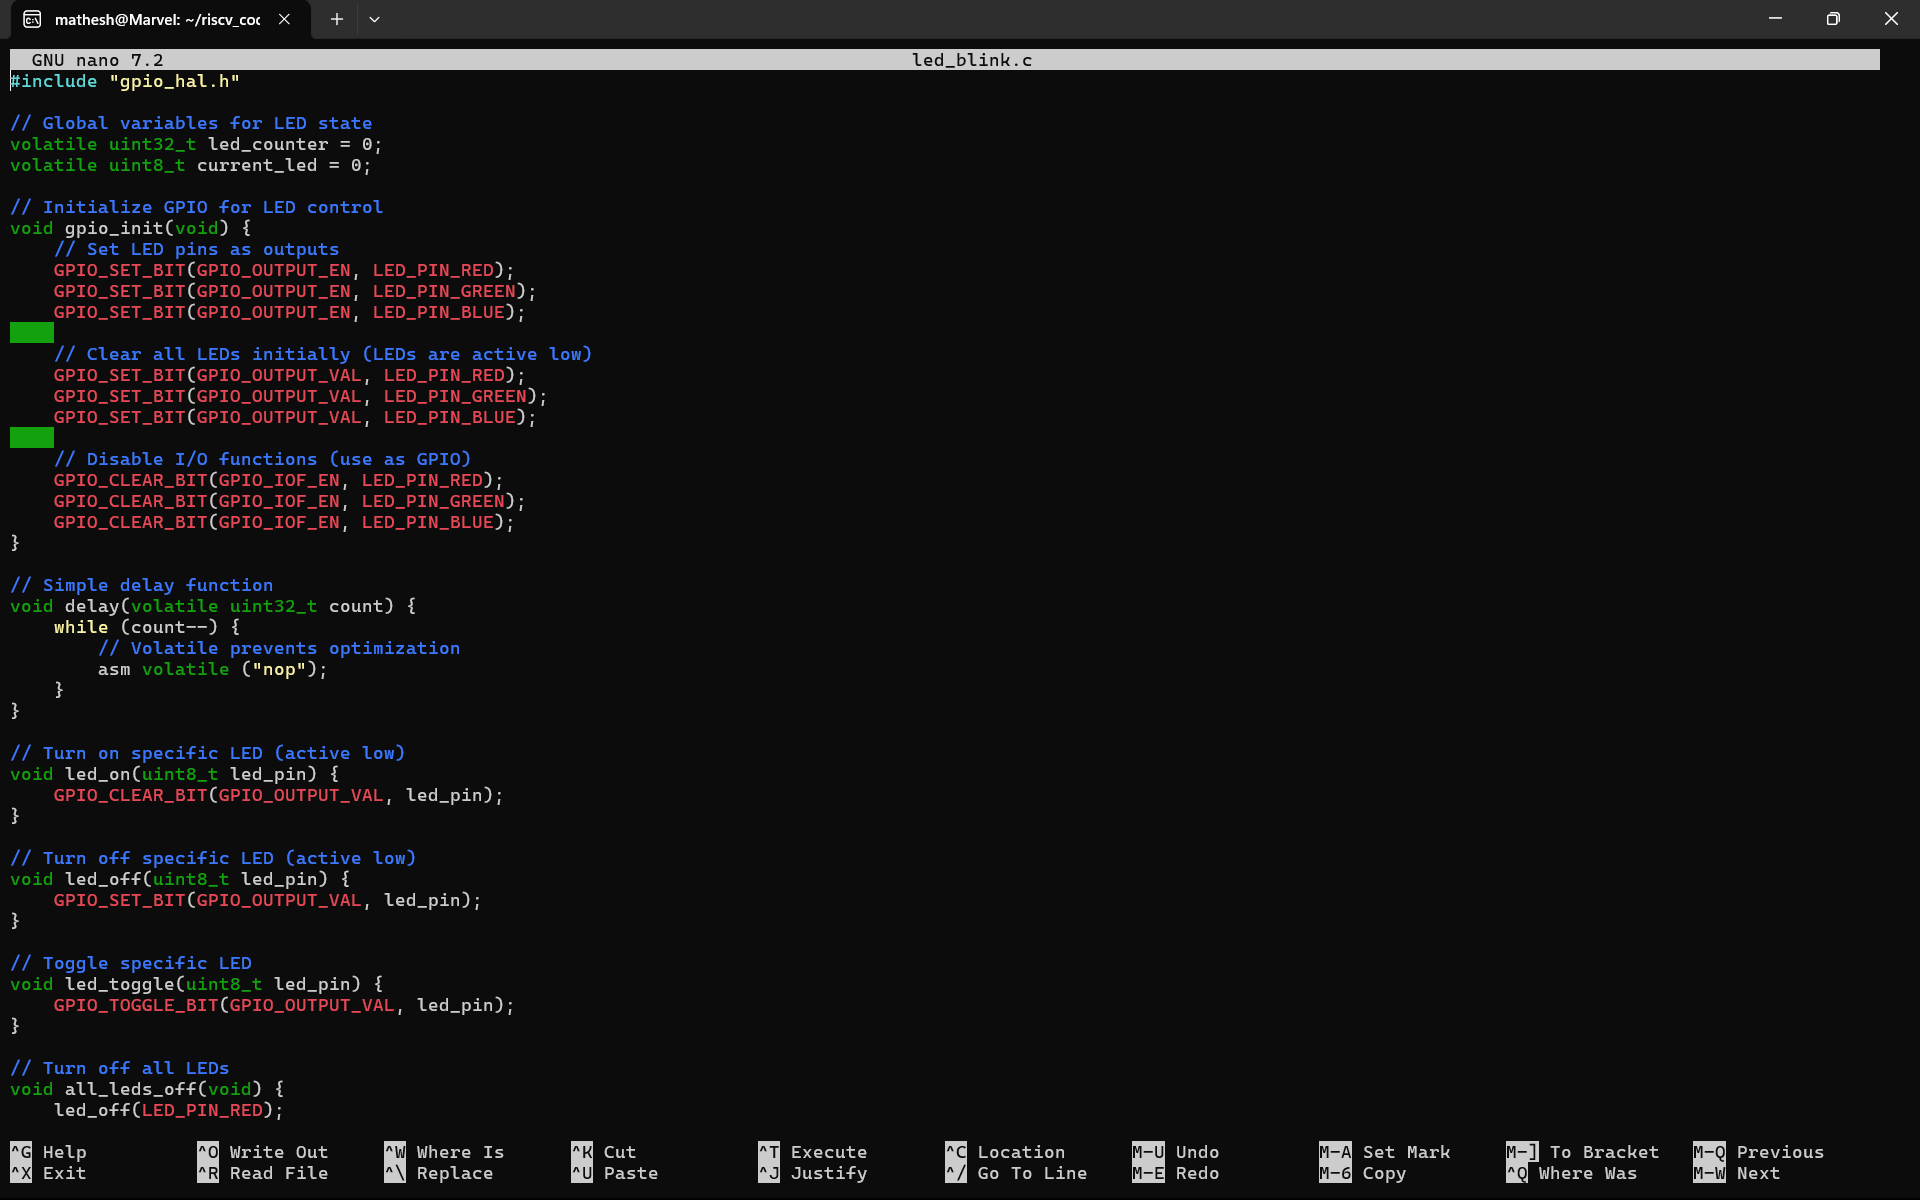 mathesh@Marvel: ~/riscv_coc
GNU nano 7.2 led_blink.c
#include "gpio_hal.h"

// Global variables for LED state
volatile uint32_t led_counter = 0;
volatile uint8_t current_led = 0;

// Initialize GPIO for LED control
void gpio_init(void) {
    // Set LED pins as outputs
    GPIO_SET_BIT(GPIO_OUTPUT_EN, LED_PIN_RED);
    GPIO_SET_BIT(GPIO_OUTPUT_EN, LED_PIN_GREEN);
    GPIO_SET_BIT(GPIO_OUTPUT_EN, LED_PIN_BLUE);

    // Clear all LEDs initially (LEDs are active low)
    GPIO_SET_BIT(GPIO_OUTPUT_VAL, LED_PIN_RED);
    GPIO_SET_BIT(GPIO_OUTPUT_VAL, LED_PIN_GREEN);
    GPIO_SET_BIT(GPIO_OUTPUT_VAL, LED_PIN_BLUE);

    // Disable I/O functions (use as GPIO)
    GPIO_CLEAR_BIT(GPIO_IOF_EN, LED_PIN_RED);
    GPIO_CLEAR_BIT(GPIO_IOF_EN, LED_PIN_GREEN);
    GPIO_CLEAR_BIT(GPIO_IOF_EN, LED_PIN_BLUE);
}

// Simple delay function
void delay(volatile uint32_t count) {
    while (count--) {
        // Volatile prevents optimization
        asm volatile ("nop");
    }
}

// Turn on specific LED (active low)
void led_on(uint8_t led_pin) {
    GPIO_CLEAR_BIT(GPIO_OUTPUT_VAL, led_pin);
}

// Turn off specific LED (active low)
void led_off(uint8_t led_pin) {
    GPIO_SET_BIT(GPIO_OUTPUT_VAL, led_pin);
}

// Toggle specific LED
void led_toggle(uint8_t led_pin) {
    GPIO_TOGGLE_BIT(GPIO_OUTPUT_VAL, led_pin);
}

// Turn off all LEDs
void all_leds_off(void) {
    led_off(LED_PIN_RED);

^G Help ^O Write Out ^W Where Is ^K Cut ^T Execute ^C Location M-U Undo M-A Set Mark M-] To Bracket M-Q Previous
^X Exit ^R Read File ^\ Replace ^U Paste ^J Justify ^/ Go To Line M-E Redo M-6 Copy ^Q Where Was M-W Next